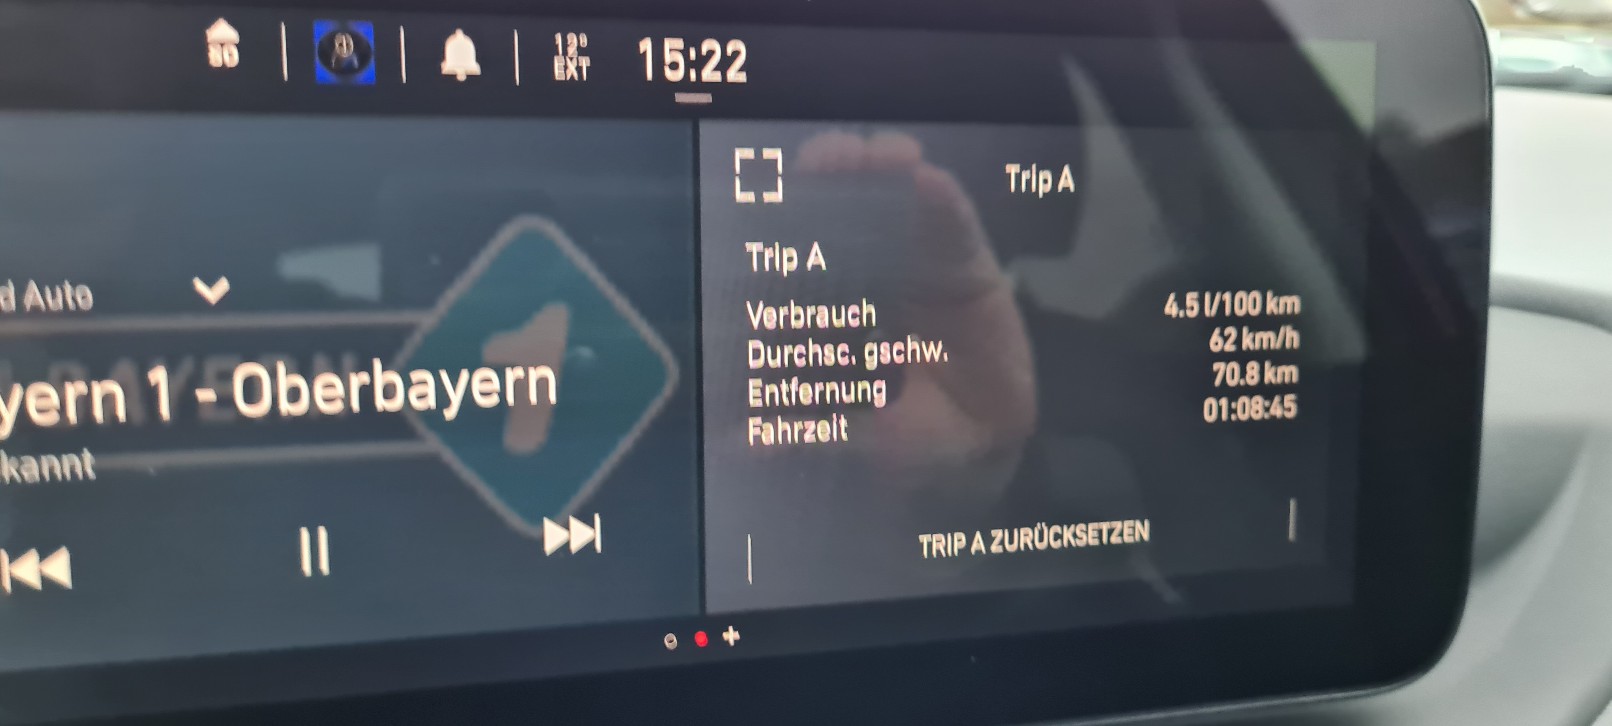 12°
EXT
15:22
Trip A
Trip A
Verbrauch 4.5 l/100 km
Durchsc. gschw. 62 km/h
Entfernung 70.8 km
Fahrzeit 01:08:45
TRIP A ZURÜCKSETZEN
d Auto
1
yern 1 - Oberbayern
kannt